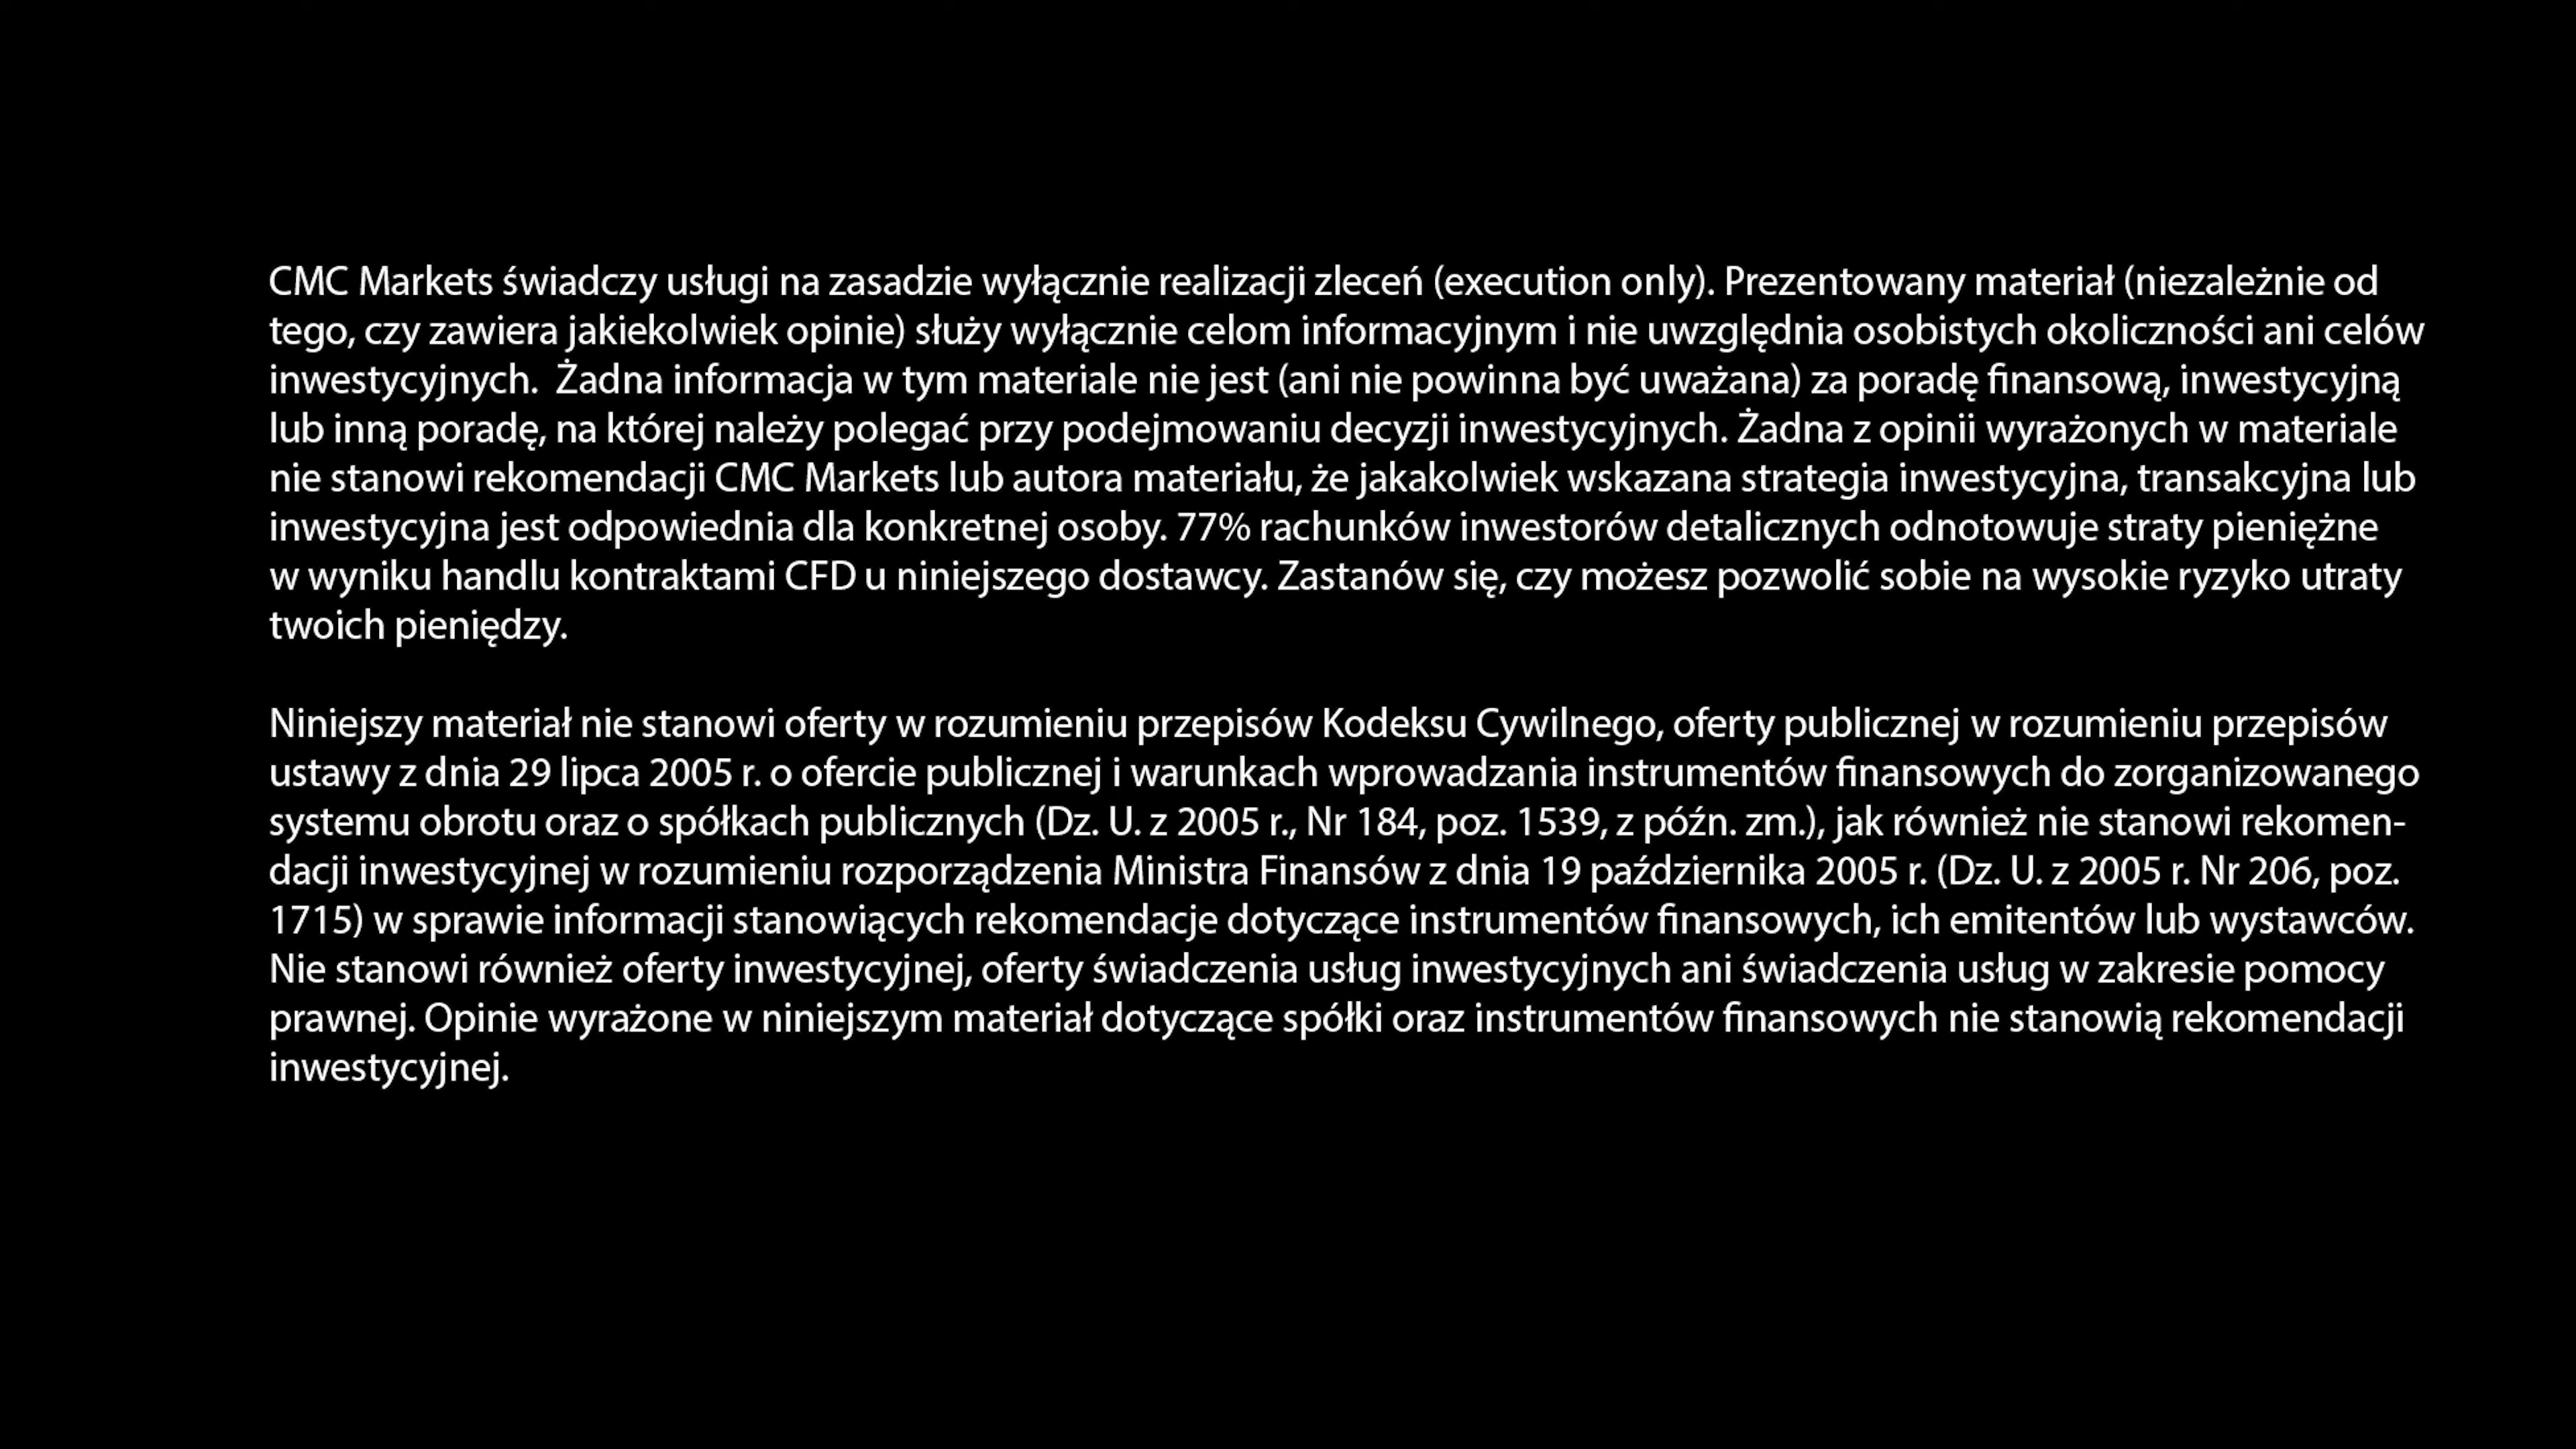 CMC Markets świadczy usługi na zasadzie wyłącznie realizacji zleceń (execution only). Prezentowany materiał (niezależnie od
tego, czy zawiera jakiekolwiek opinie) służy wyłącznie celom informacyjnym i nie uwzględnia osobistych okoliczności ani celów
inwestycyjnych.  Żadna informacja w tym materiale nie jest (ani nie powinna być uważana) za poradę finansową, inwestycyjną
lub inną poradę, na której należy polegać przy podejmowaniu decyzji inwestycyjnych. Żadna z opinii wyrażonych w materiale
nie stanowi rekomendacji CMC Markets lub autora materiału, że jakakolwiek wskazana strategia inwestycyjna, transakcyjna lub
inwestycyjna jest odpowiednia dla konkretnej osoby. 77% rachunków inwestorów detalicznych odnotowuje straty pieniężne
w wyniku handlu kontraktami CFD u niniejszego dostawcy. Zastanów się, czy możesz pozwolić sobie na wysokie ryzyko utraty
twoich pieniędzy.
Niniejszy materiał nie stanowi oferty w rozumieniu przepisów Kodeksu Cywilnego, oferty publicznej w rozumieniu przepisów
ustawy z dnia 29 lipca 2005 r. o ofercie publicznej i warunkach wprowadzania instrumentów finansowych do zorganizowanego
systemu obrotu oraz o spółkach publicznych (Dz. U. z 2005 r., Nr 184, poz. 1539, z późn. zm.), jak również nie stanowi rekomen-
dacji inwestycyjnej w rozumieniu rozporządzenia Ministra Finansów z dnia 19 października 2005 r. (Dz. U. z 2005 r. Nr 206, poz.
1715) w sprawie informacji stanowiących rekomendacje dotyczące instrumentów finansowych, ich emitentów lub wystawców.
Nie stanowi również oferty inwestycyjnej, oferty świadczenia usług inwestycyjnych ani świadczenia usług w zakresie pomocy
prawnej. Opinie wyrażone w niniejszym materiał dotyczące spółki oraz instrumentów finansowych nie stanowią rekomendacji
inwestycyjnej.